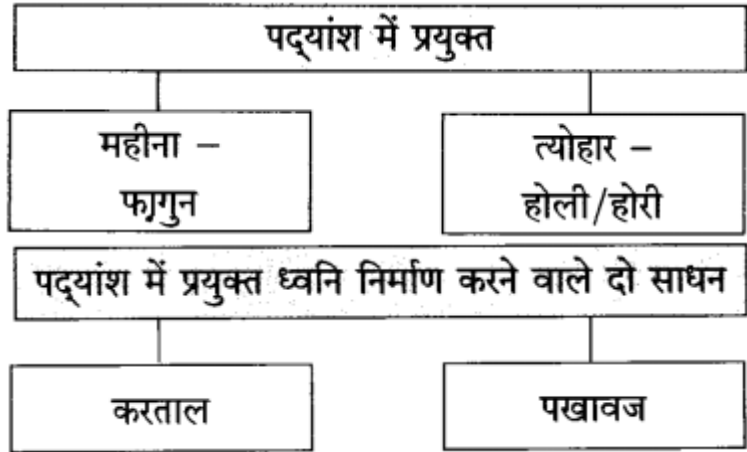 पद्यांश में प्रयुक्त
महीना –
फागुन
त्योहार –
होली/होरी
पद्यांश में प्रयुक्त ध्वनि निर्माण करने वाले दो साधन
करताल
पखावज